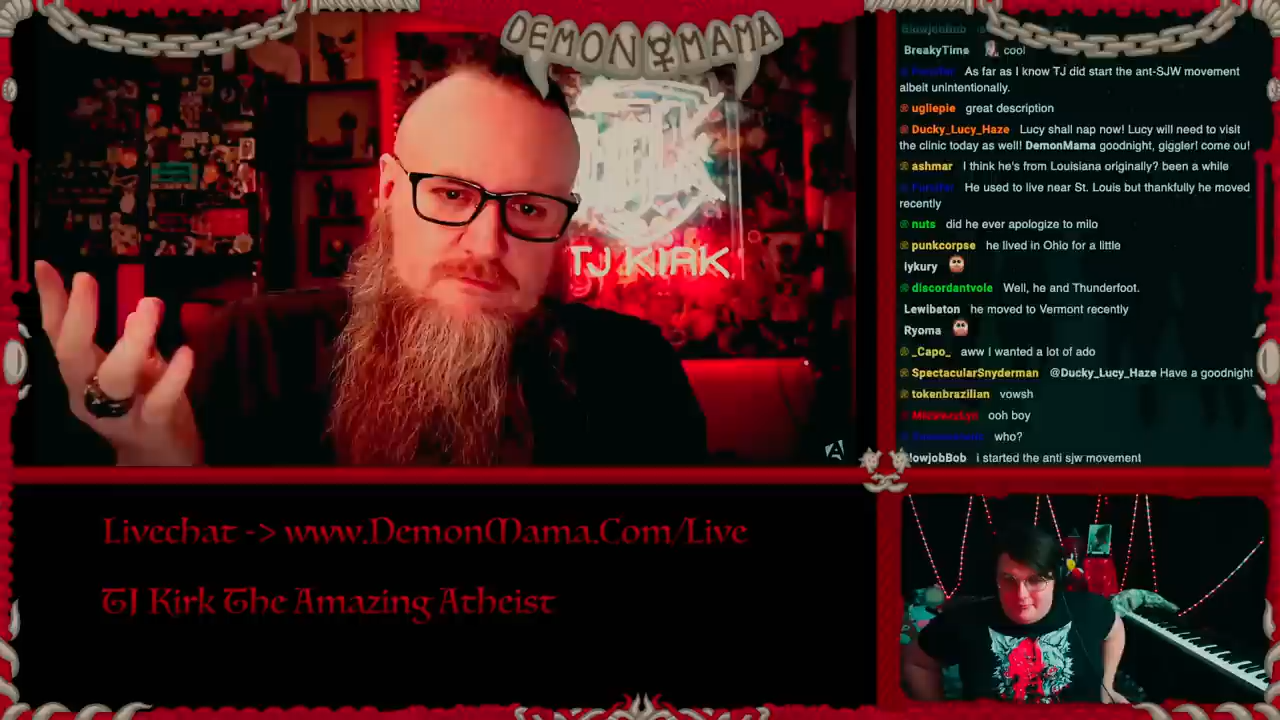 DEMON MAMA
TJ KIRK
BreakyTime cool
As far as I know TJ did start the ant-SJW movement
albeit unintentionally.
ugliepie great description
Ducky_Lucy_Haze Lucy shall nap now! Lucy will need to visit
the clinic today as well! DemonMama goodnight, giggler! come ou!
ashmar I think he's from Louisiana originally? been a while
He used to live near St. Louis but thankfully he moved
recently
nuts did he ever apologize to milo
punkcorpse he lived in Ohio for a little
lykury
discordantvole Well, he and Thunderfoot.
Lewibaton he moved to Vermont recently
Ryoma
_Capo_ aww I wanted a lot of ado
SpectacularSnyderman @Ducky_Lucy_Haze Have a goodnight
tokenbrazilian vowsh
ooh boy
who?
lowjobBob i started the anti sjw movement
Livechat -> www.DemonMama.Com/Live
TJ Kirk The Amazing Atheist